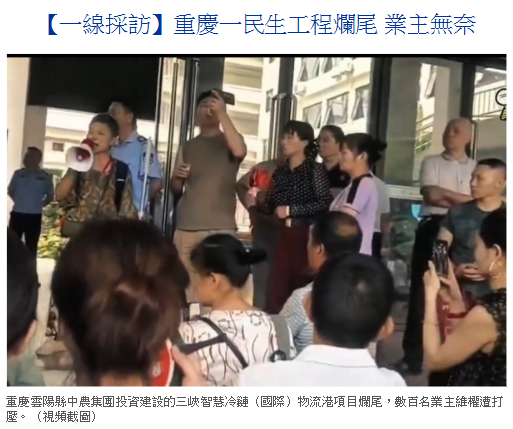 【一線採訪】重慶一民生工程爛尾 業主無奈
重慶雲陽縣中農集團投資建設的三峽智慧冷鏈（國際）物流港項目爛尾，數百名業主維權遭打
壓。（視頻截圖）